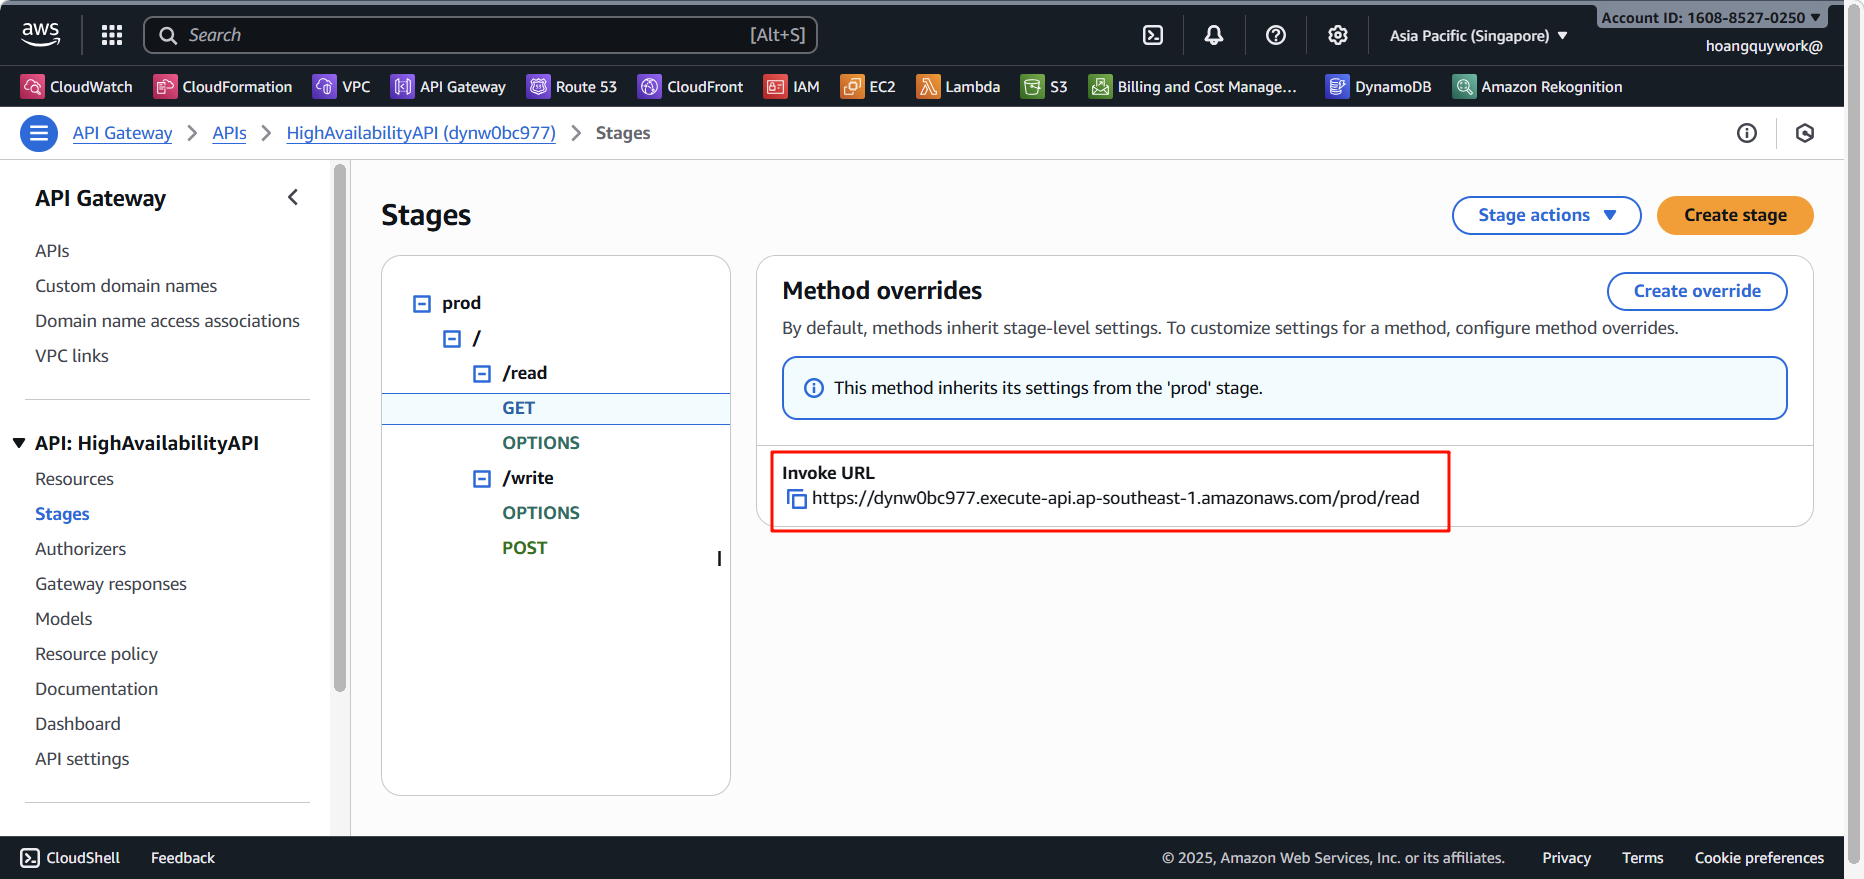 aws
Search [Alt+S]
Asia Pacific (Singapore)
Account ID: 1608-8527-0250
hoangquywork@
CloudWatch CloudFormation VPC API Gateway Route 53 CloudFront IAM EC2 Lambda S3 Billing and Cost Manage... DynamoDB Amazon Rekognition
API Gateway APIs HighAvailabilityAPI (dynw0bc977) Stages
API Gateway
APIs
Custom domain names
Domain name access associations
VPC links
API: HighAvailabilityAPI
Resources
Stages
Authorizers
Gateway responses
Models
Resource policy
Documentation
Dashboard
API settings
Stages
Stage actions
Create stage
prod
/
/read
GET
OPTIONS
/write
OPTIONS
POST
Method overrides
Create override
By default, methods inherit stage-level settings. To customize settings for a method, configure method overrides.
This method inherits its settings from the 'prod' stage.
Invoke URL
https://dynw0bc977.execute-api.ap-southeast-1.amazonaws.com/prod/read
CloudShell Feedback © 2025, Amazon Web Services, Inc. or its affiliates. Privacy Terms Cookie preferences